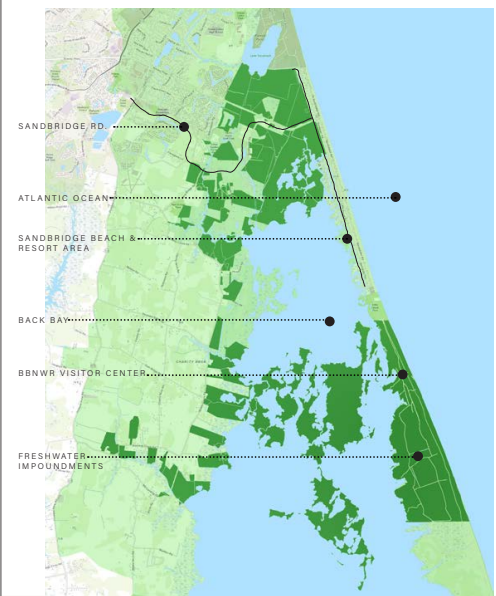 SANDBRIDGE RD.
ATLANTIC OCEAN
SANDBRIDGE BEACH &
RESORT AREA
BACK BAY
BBNWR VISITOR CENTER
FRESHWATER
IMPOUNDMENTS